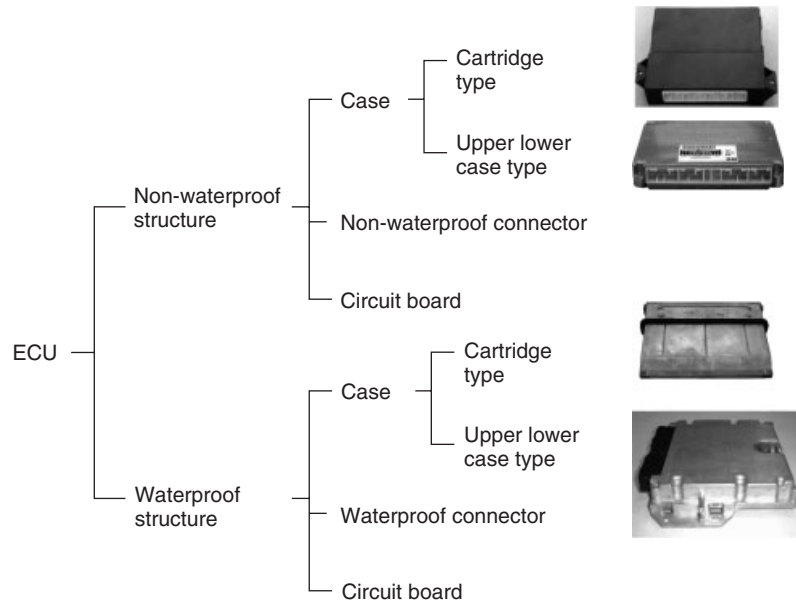 Cartridge
type
Case
Upper lower
case type
Non-waterproof
structure
Non-waterproof connector
Circuit board
ECU
Cartridge
type
Case
Upper lower
case type
Waterproof
structure
Waterproof connector
Circuit board